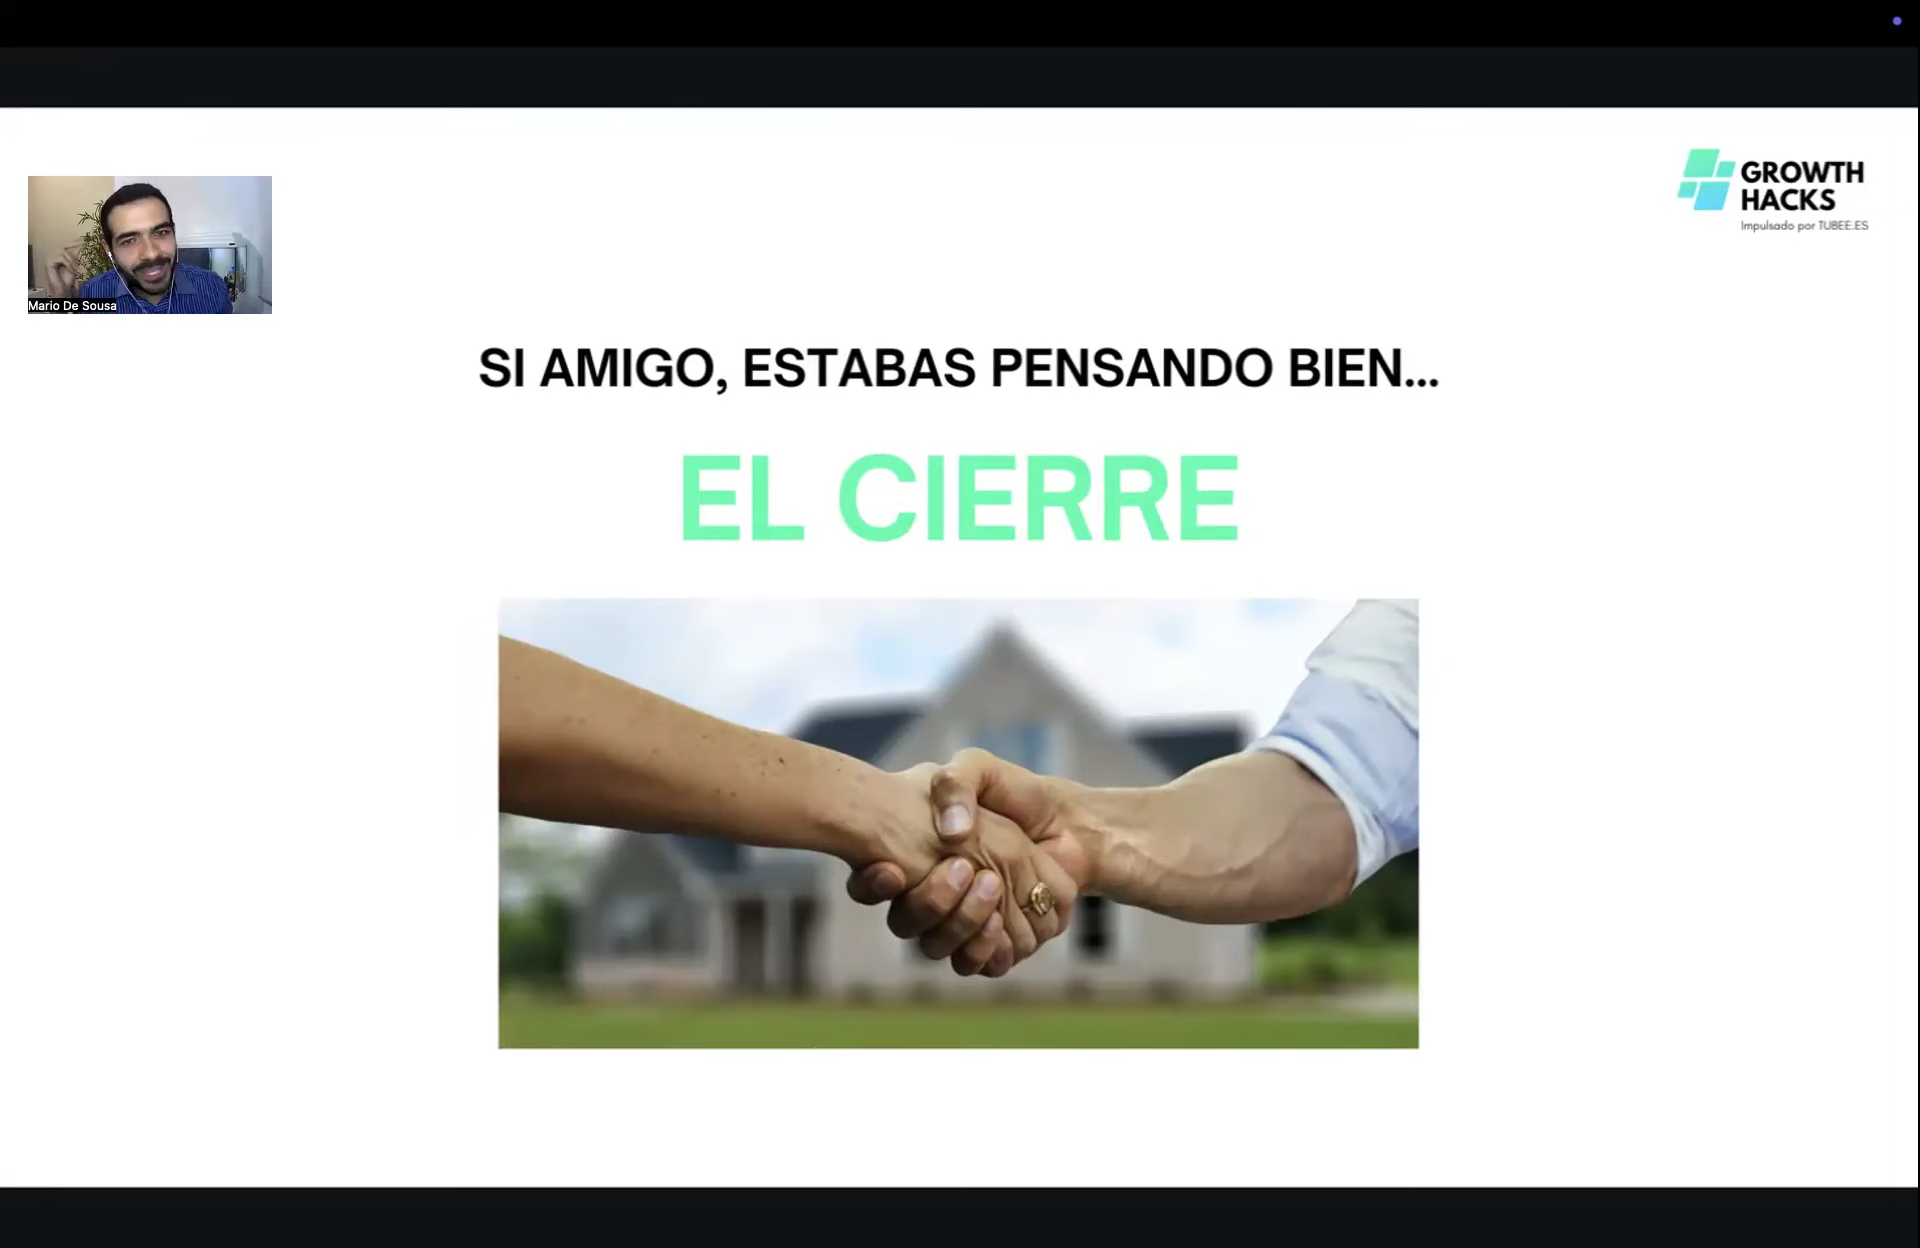 GROWTH
HACKS
Impulsado por TUBEE.ES
Mario De Sousa
SI AMIGO, ESTABAS PENSANDO BIEN...
EL CIERRE